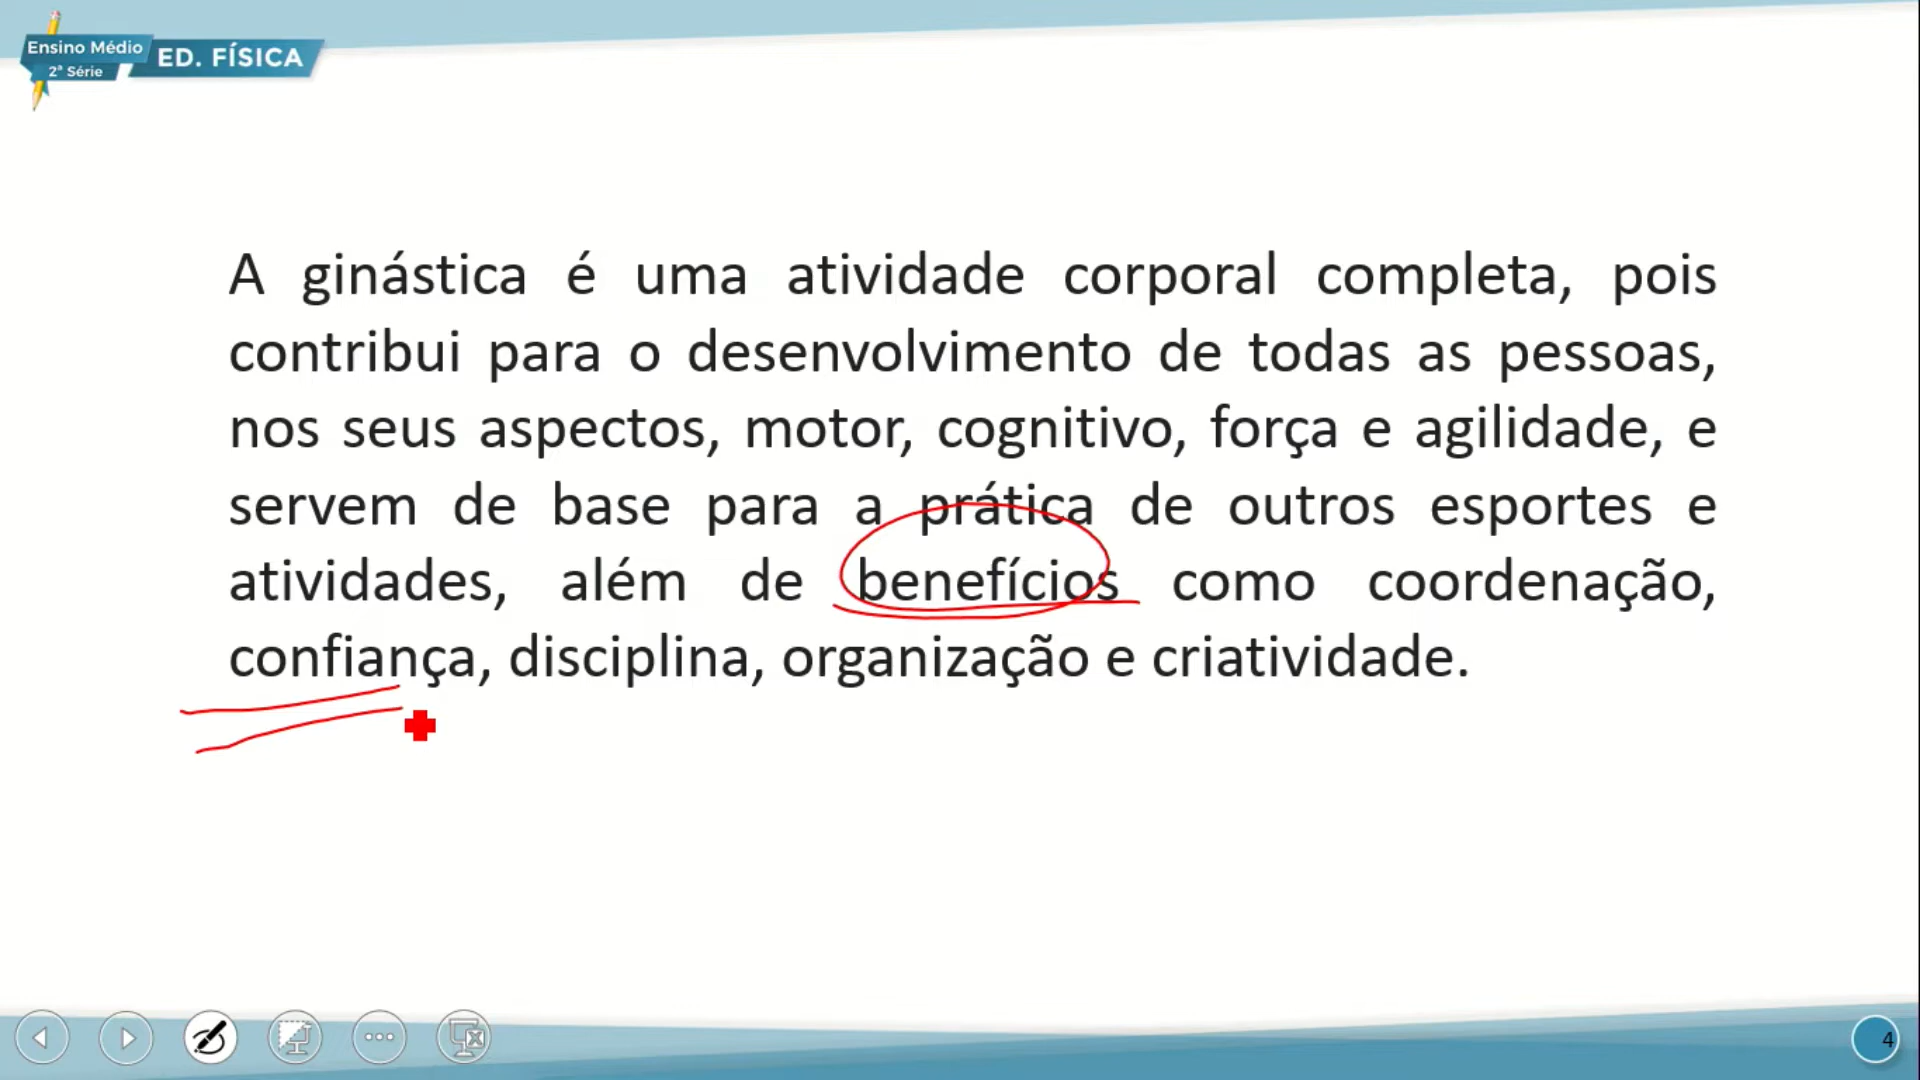 Ensino Médio
2ª Série
ED. FÍSICA
A ginástica é uma atividade corporal completa, pois
contribui para o desenvolvimento de todas as pessoas,
nos seus aspectos, motor, cognitivo, força e agilidade, e
servem de base para a prática de outros esportes e
atividades, além de benefícios como coordenação,
confiança, disciplina, organização e criatividade.
4